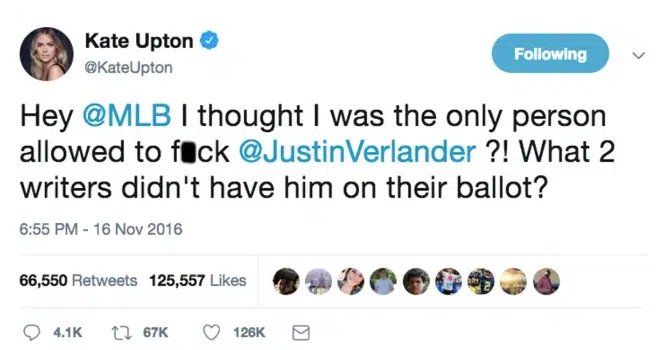 Kate Upton
@KateUpton
Following
Hey @MLB I thought I was the only person
allowed to f■ck @JustinVerlander ?! What 2
writers didn't have him on their ballot?
6:55 PM - 16 Nov 2016
66,550 Retweets 125,557 Likes
4.1K 67K 126K